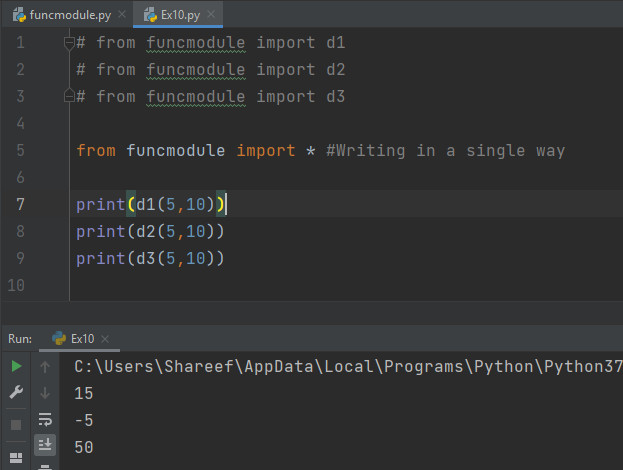 funcmodule.py Ex10.py
1 # from funcmodule import d1
2 # from funcmodule import d2
3 # from funcmodule import d3
4
5 from funcmodule import * #Writing in a single way
6
7 print(d1(5,10))
8 print(d2(5,10))
9 print(d3(5,10))
10
Run: Ex10
C:\Users\Shareef\AppData\Local\Programs\Python\Python37
15
-5
50